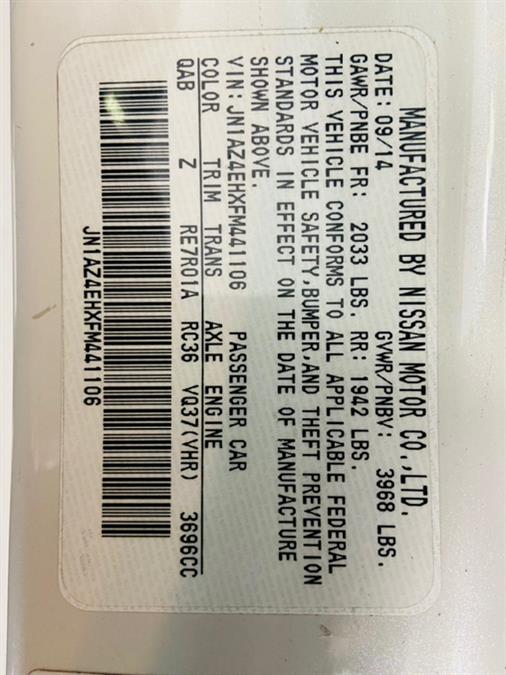 MANUFACTURED BY NISSAN MOTOR CO.,LTD.
DATE: 09/14 GVWR/PNBV: 3968 LBS.
GAWR/PNBE FR: 2033 LBS. RR: 1942 LBS.
THIS VEHICLE CONFORMS TO ALL APPLICABLE FEDERAL
MOTOR VEHICLE SAFETY,BUMPER,AND THEFT PREVENTION
STANDARDS IN EFFECT ON THE DATE OF MANUFACTURE
SHOWN ABOVE.
VIN:JN1AZ4EHXFM441106 PASSENGER CAR
COLOR TRIM TRANS AXLE ENGINE
QAB Z RE7R01A RC36 VQ37(VHR) 3696CC
JN1AZ4EHXFM441106